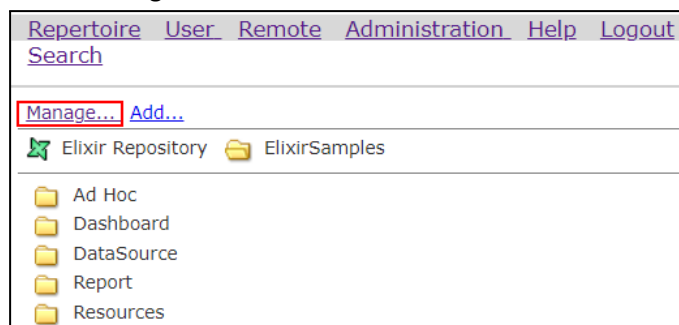 Repertoire User Remote Administration Help Logout
Search
Manage... Add...
Elixir Repository ElixirSamples
Ad Hoc
Dashboard
DataSource
Report
Resources